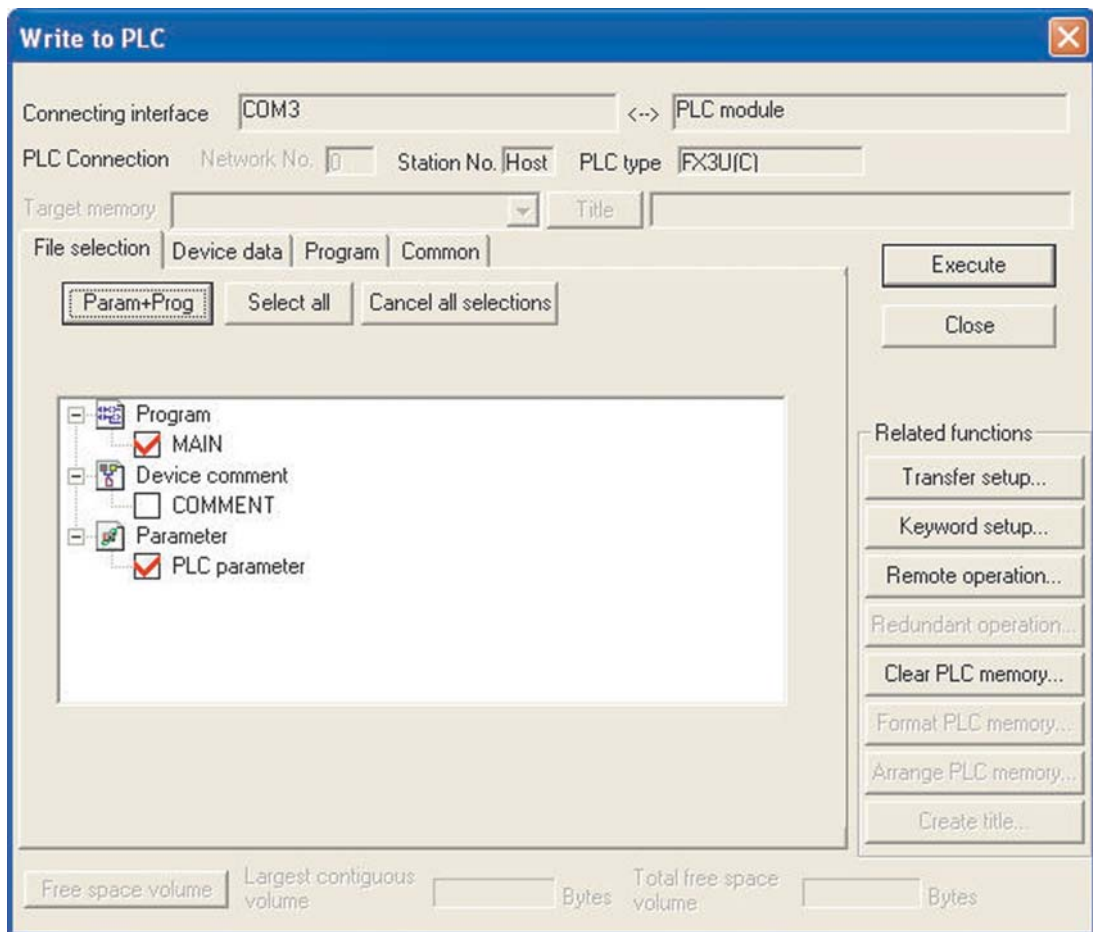 Write to PLC
Connecting interface COM3 <--> PLC module
PLC Connection Network No. 0 Station No. Host PLC type FX3U(C)
Target memory Title
File selection Device data Program Common
Param+Prog Select all Cancel all selections
Execute
Close
Program
MAIN
Device comment
COMMENT
Parameter
PLC parameter
Related functions
Transfer setup...
Keyword setup...
Remote operation...
Redundant operation...
Clear PLC memory...
Format PLC memory...
Arrange PLC memory...
Create title...
Free space volume
Largest contiguous
volume
Bytes
Total free space
volume
Bytes